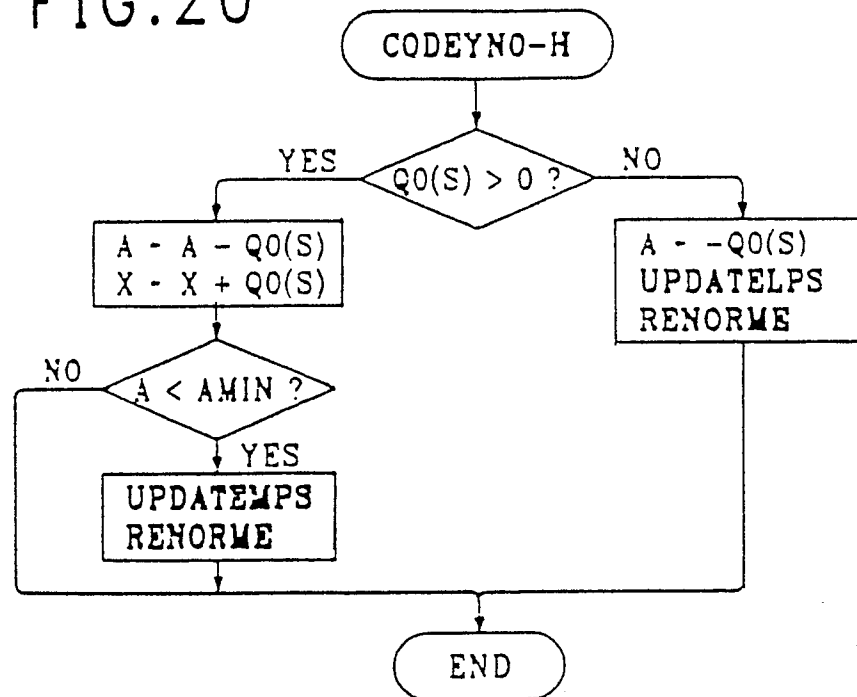 FIG.20
CODEYNO-H
YES
Q0(S) > 0 ?
NO
A - A - Q0(S)
X - X + Q0(S)
A - -Q0(S)
UPDATELPS
RENORME
NO
A < AMIN ?
YES
UPDATEMPS
RENORME
END